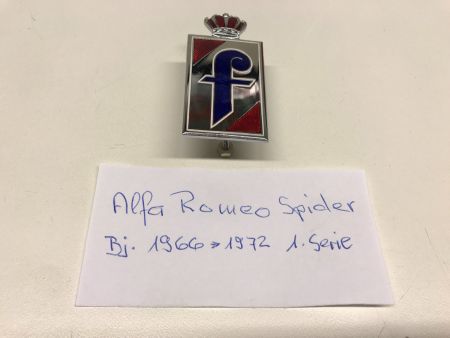 f
Alfa Romeo Spider
Bj. 1966→1972 1. Serie